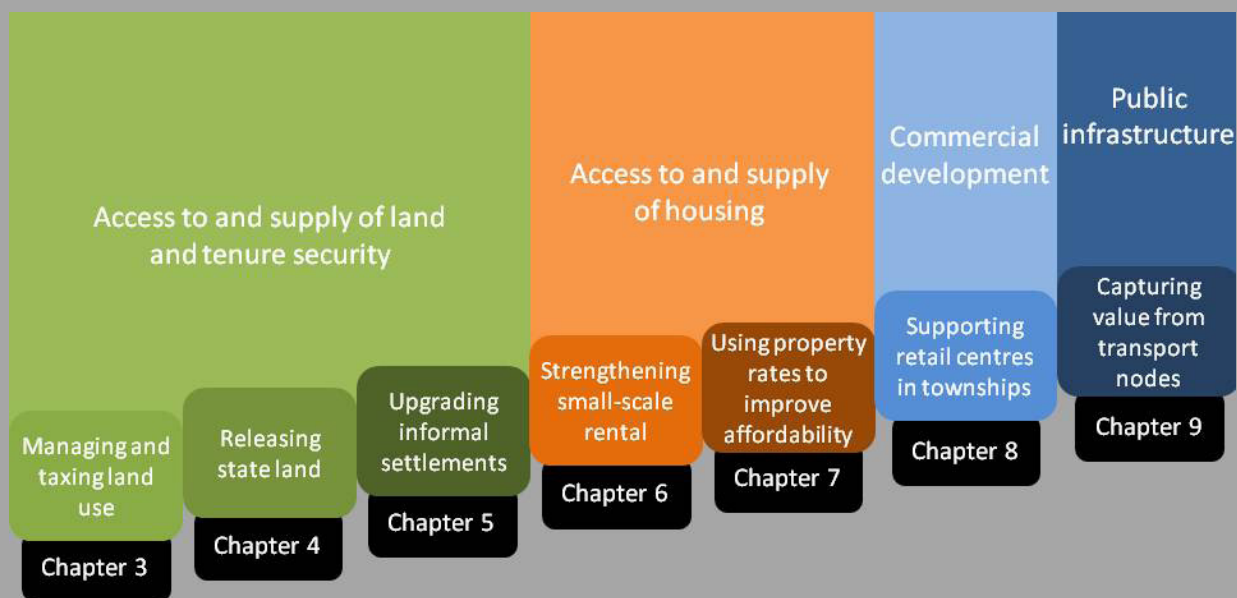 Access to and supply of land
and tenure security
Managing and
taxing land
use
Chapter 3
Releasing
state land
Chapter 4
Upgrading
informal
settlements
Chapter 5
Access to and supply
of housing
Strengthening
small-scale
rental
Chapter 6
Using property
rates to
improve
affordability
Chapter 7
Commercial
development
Supporting
retail centres
in townships
Chapter 8
Public
infrastructure
Capturing
value from
transport
nodes
Chapter 9